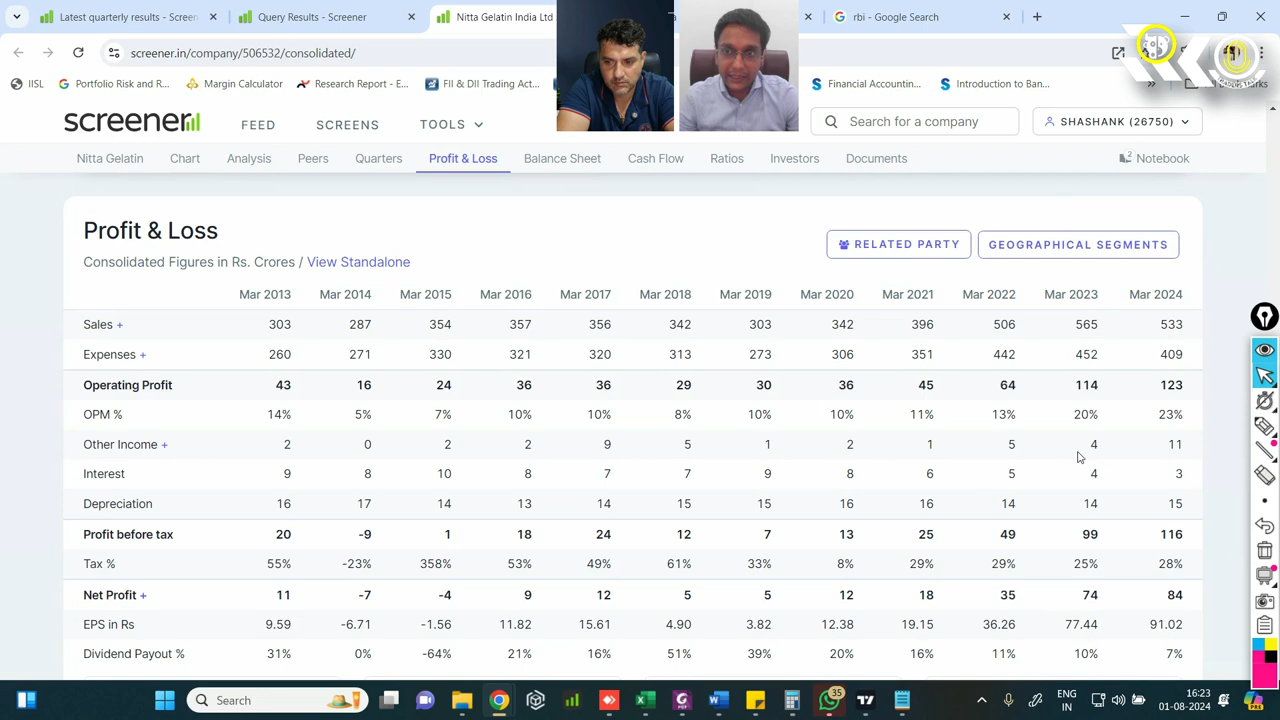 Latest quarterly results - Screen
Query Results - Screener
Nitta Gelatin India Ltd
rbi - Google Search
screener.in/company/506532/consolidated/
IISL
Portfolio Risk and R...
Margin Calculator
Research Report - E...
FII & DII Trading Act...
Financial Accountin...
Introduction to Ban...
screener
FEED
SCREENS
TOOLS
Search for a company
SHASHANK (26750)
Nitta Gelatin
Chart
Analysis
Peers
Quarters
Profit & Loss
Balance Sheet
Cash Flow
Ratios
Investors
Documents
2
Notebook
Profit & Loss
RELATED PARTY
GEOGRAPHICAL SEGMENTS
Consolidated Figures in Rs. Crores / View Standalone
Mar 2013 Mar 2014 Mar 2015 Mar 2016 Mar 2017 Mar 2018 Mar 2019 Mar 2020 Mar 2021 Mar 2022 Mar 2023 Mar 2024
Sales + 303 287 354 357 356 342 303 342 396 506 565 533
Expenses + 260 271 330 321 320 313 273 306 351 442 452 409
Operating Profit 43 16 24 36 36 29 30 36 45 64 114 123
OPM % 14% 5% 7% 10% 10% 8% 10% 10% 11% 13% 20% 23%
Other Income + 2 0 2 2 9 5 1 2 1 5 4 11
Interest 9 8 10 8 7 7 9 8 6 5 4 3
Depreciation 16 17 14 13 14 15 15 16 16 14 14 15
Profit before tax 20 -9 1 18 24 12 7 13 25 49 99 116
Tax % 55% -23% 358% 53% 49% 61% 33% 8% 29% 29% 25% 28%
Net Profit + 11 -7 -4 9 12 5 5 12 18 35 74 84
EPS in Rs 9.59 -6.71 -1.56 11.82 15.61 4.90 3.82 12.38 19.15 36.26 77.44 91.02
Dividend Payout % 31% 0% -64% 21% 16% 51% 39% 20% 16% 11% 10% 7%
Search
35
ENG
IN
16:23
01-08-2024